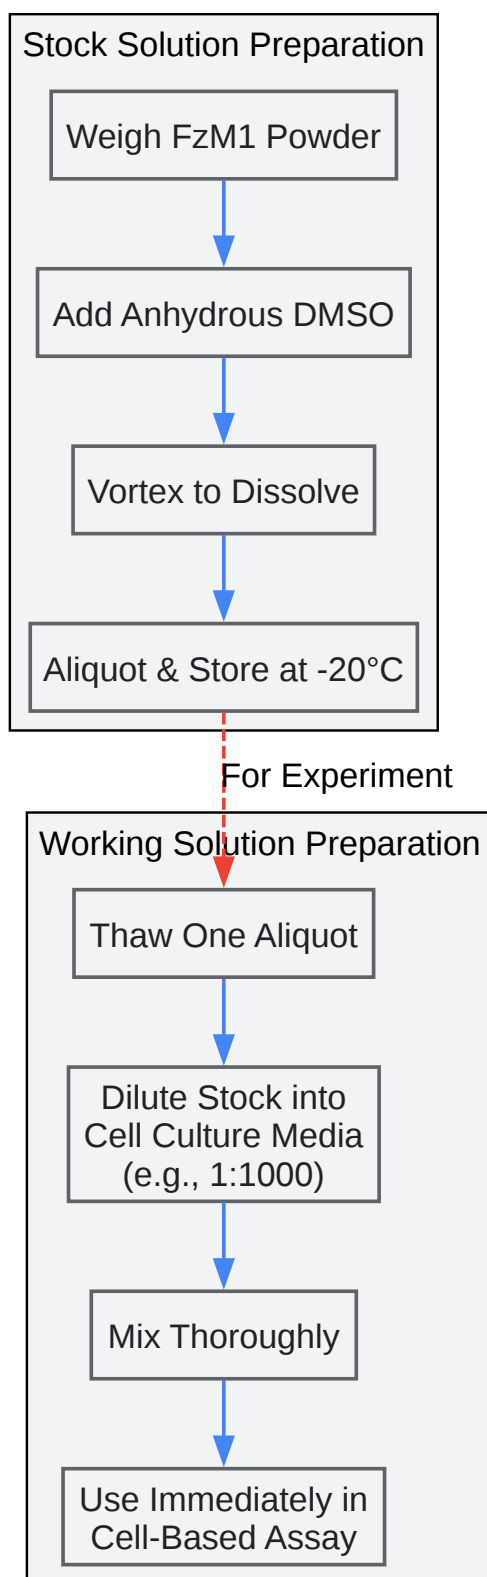 Stock Solution Preparation
Weigh FzM1 Powder
Add Anhydrous DMSO
Vortex to Dissolve
Aliquot & Store at -20°C
For Experiment
Working Solution Preparation
Thaw One Aliquot
Dilute Stock into
Cell Culture Media
(e.g., 1:1000)
Mix Thoroughly
Use Immediately in
Cell-Based Assay